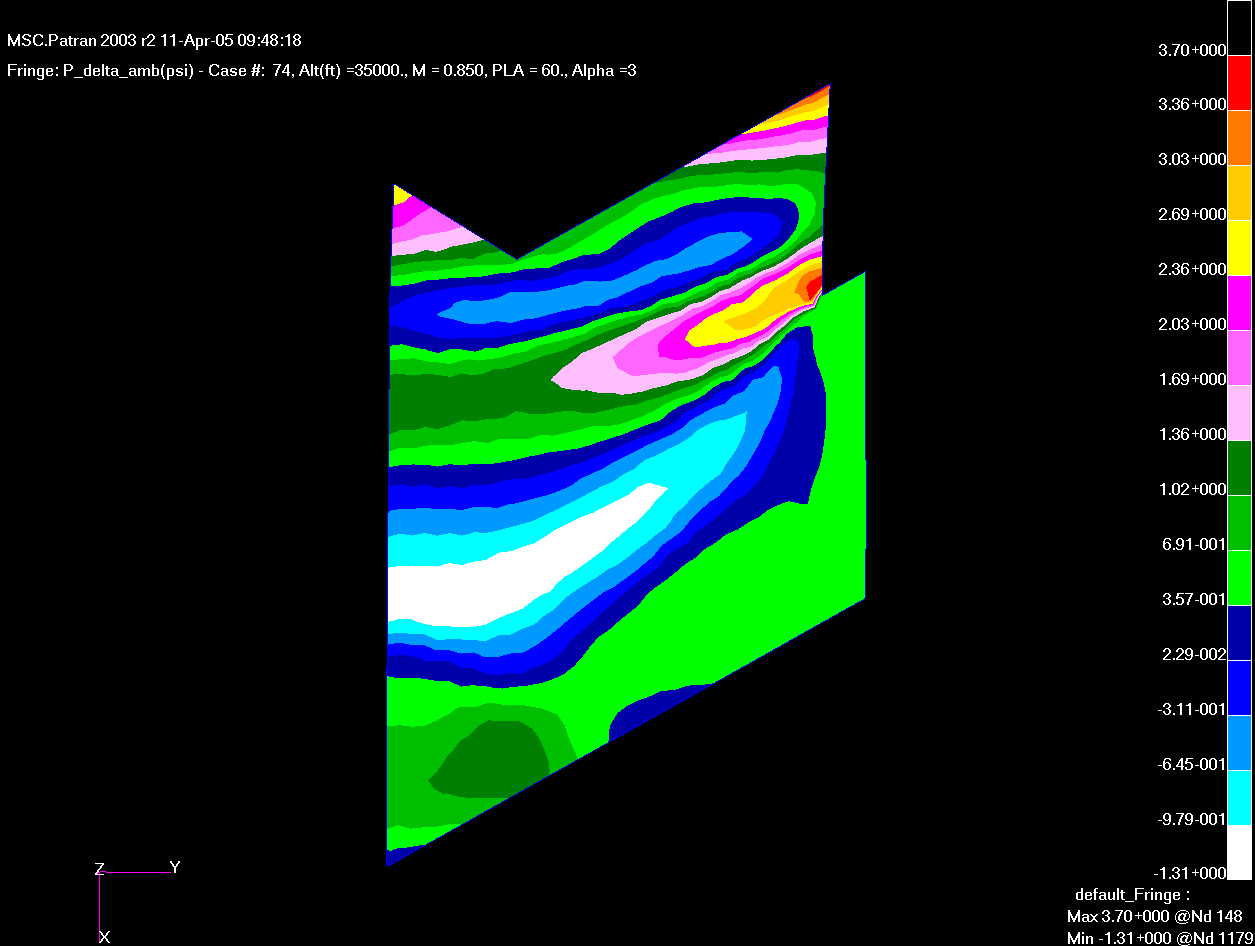 MSC.Patran 2003 r2 11-Apr-05 09:48:18
Fringe: P_delta_amb(psi) - Case #: 74, Alt(ft) =35000., M = 0.850, PLA = 60., Alpha =3
3.70+000
3.36+000
3.03+000
2.69+000
2.36+000
2.03+000
1.69+000
1.36+000
1.02+000
6.91-001
3.57-001
2.29-002
-3.11-001
-6.45-001
-9.79-001
-1.31+000
default_Fringe :
Max 3.70+000 @Nd 148
Min -1.31+000 @Nd 1179
Z Y
X